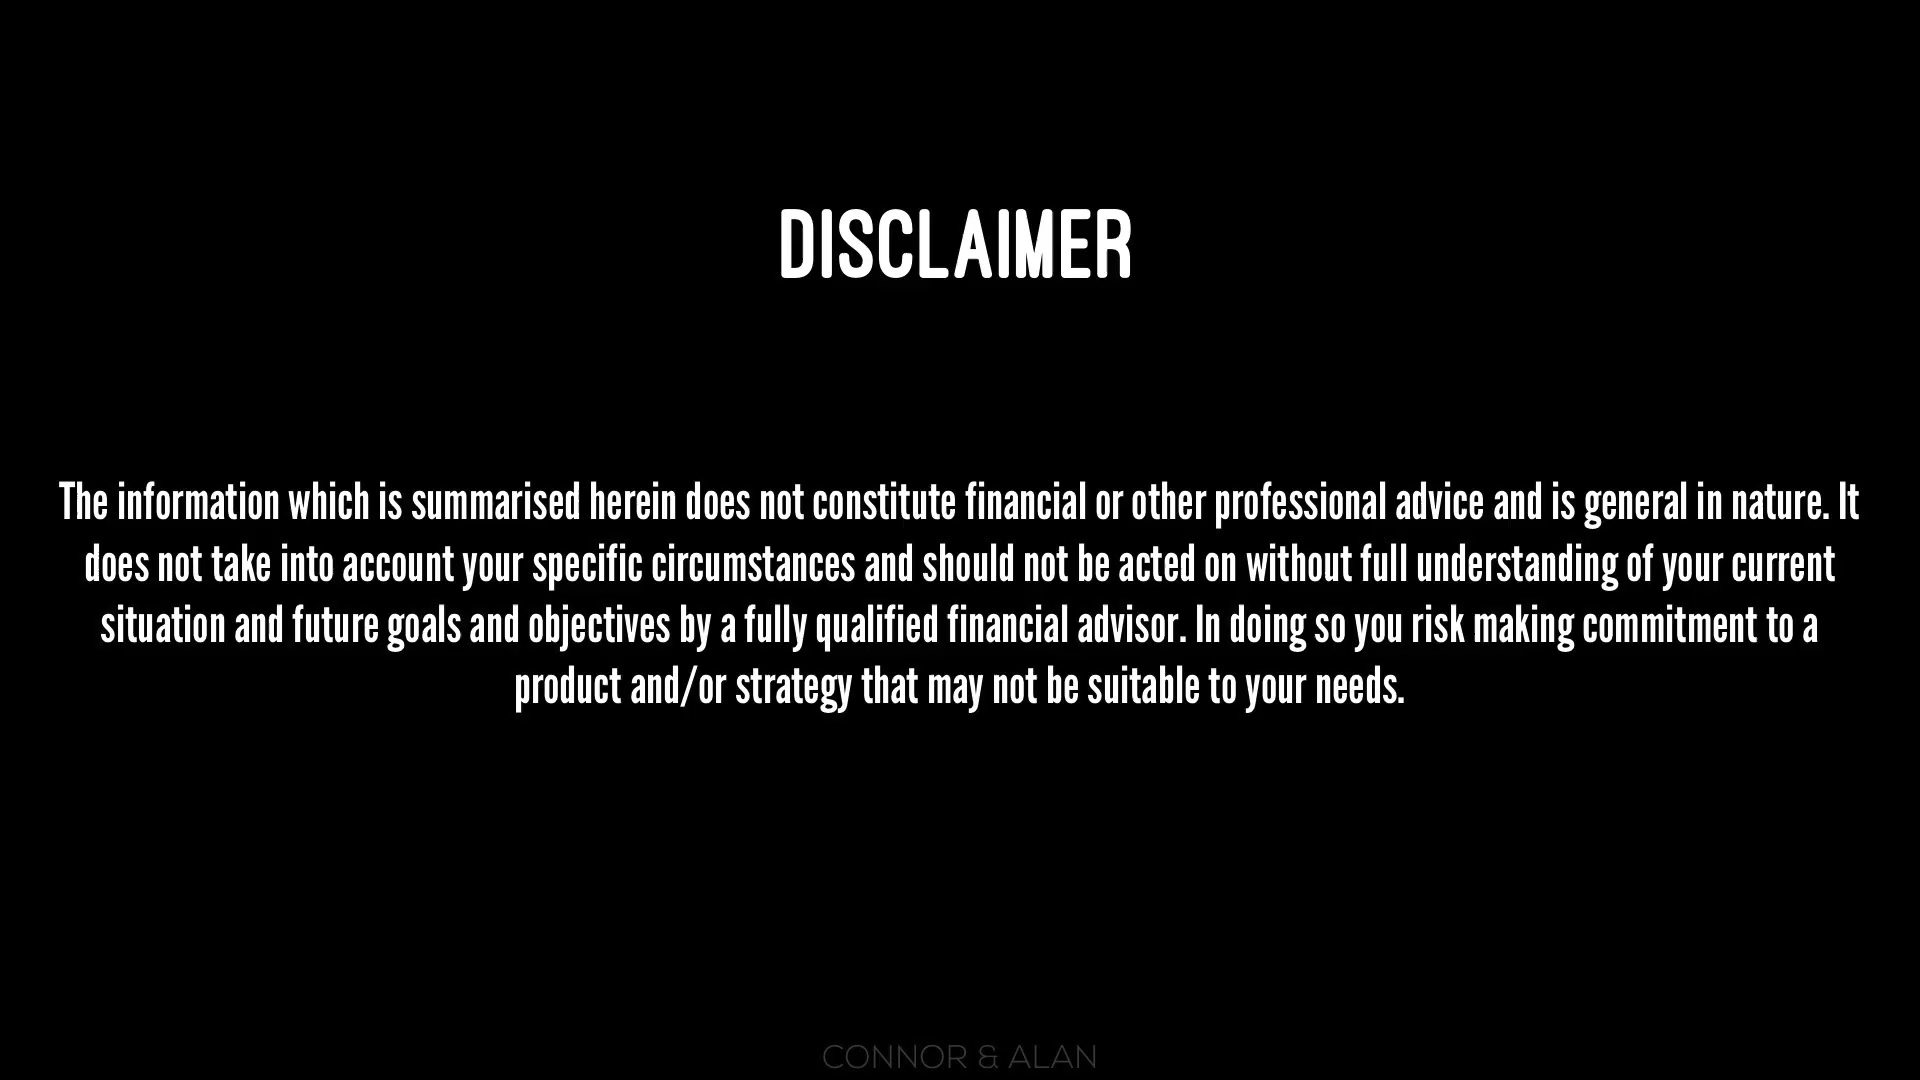 DISCLAIMER
The information which is summarised herein does not constitute financial or other professional advice and is general in nature. It
does not take into account your specific circumstances and should not be acted on without full understanding of your current
situation and future goals and objectives by a fully qualified financial advisor. In doing so you risk making commitment to a
product and/or strategy that may not be suitable to your needs.
CONNOR & ALAN